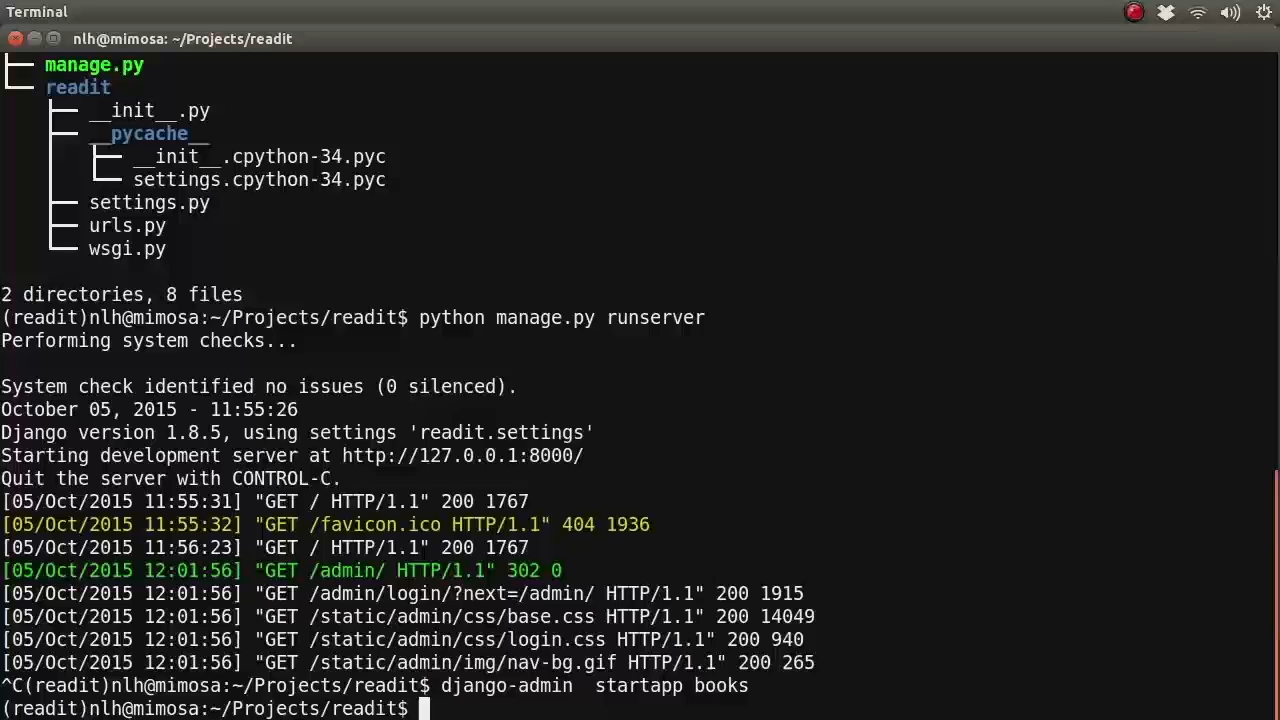 Terminal
nlh@mimosa: ~/Projects/readit
manage.py
readit
__init__.py
__pycache__
__init__.cpython-34.pyc
settings.cpython-34.pyc
settings.py
urls.py
wsgi.py
2 directories, 8 files
(readit)nlh@mimosa:~/Projects/readit$ python manage.py runserver
Performing system checks...
System check identified no issues (0 silenced).
October 05, 2015 - 11:55:26
Django version 1.8.5, using settings 'readit.settings'
Starting development server at http://127.0.0.1:8000/
Quit the server with CONTROL-C.
[05/Oct/2015 11:55:31] "GET / HTTP/1.1" 200 1767
[05/Oct/2015 11:55:32] "GET /favicon.ico HTTP/1.1" 404 1936
[05/Oct/2015 11:56:23] "GET / HTTP/1.1" 200 1767
[05/Oct/2015 12:01:56] "GET /admin/ HTTP/1.1" 302 0
[05/Oct/2015 12:01:56] "GET /admin/login/?next=/admin/ HTTP/1.1" 200 1915
[05/Oct/2015 12:01:56] "GET /static/admin/css/base.css HTTP/1.1" 200 14049
[05/Oct/2015 12:01:56] "GET /static/admin/css/login.css HTTP/1.1" 200 940
[05/Oct/2015 12:01:56] "GET /static/admin/img/nav-bg.gif HTTP/1.1" 200 265
^C(readit)nlh@mimosa:~/Projects/readit$ django-admin  startapp books
(readit)nlh@mimosa:~/Projects/readit$